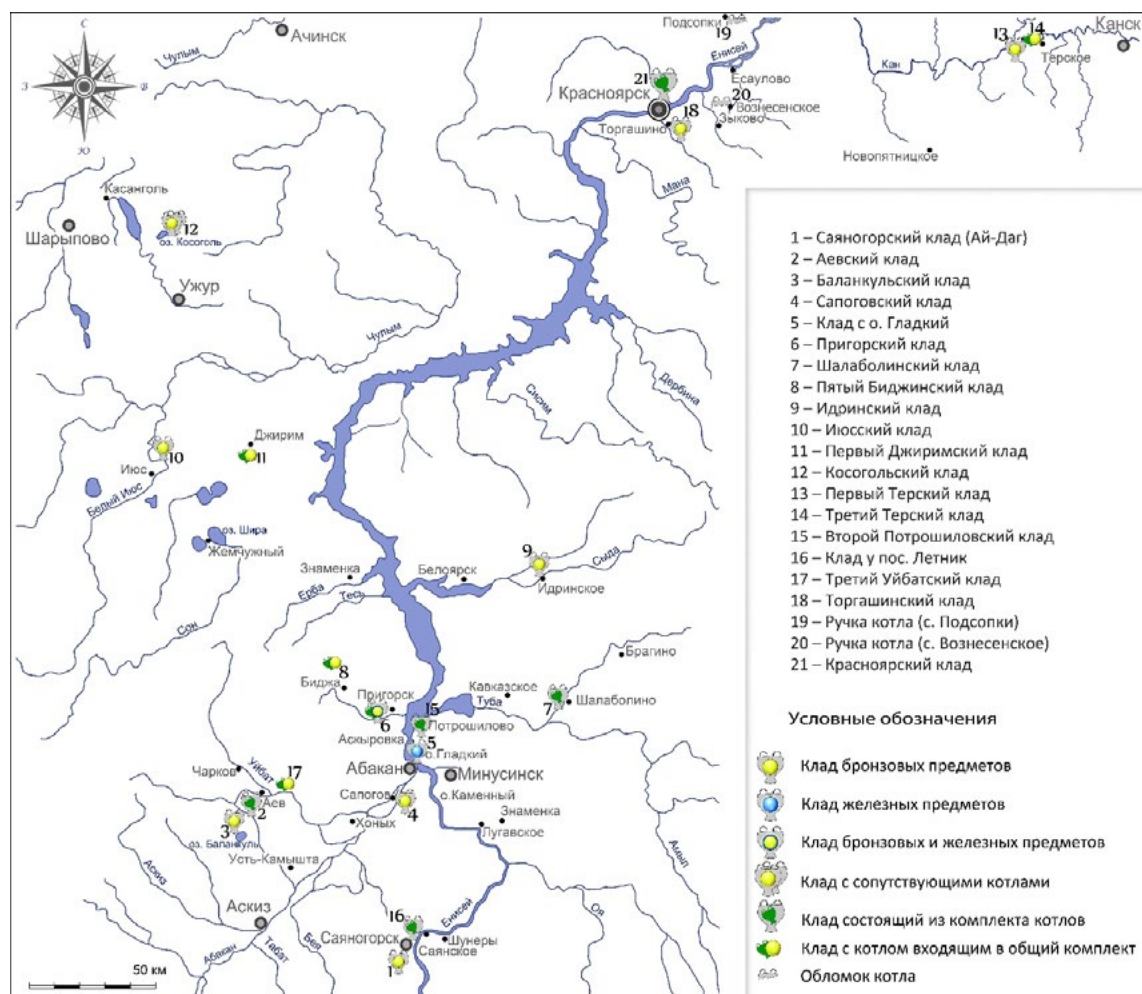 С
З
В
Ю
Чулым
Ачинск
Подсопки
19
Енисей
Есаулово
21
Красноярск
20
Вознесенское
Торгашино
18
Зыково
13
14
Канск
Кан
Терское
Новопятницкое
Мана
Касанголь
Шарыпово
12
оз. Косоголь
Ужур
Чулым
Сисим
Дербина
Джирим
10
11
Июс
Белый Июс
оз. Шира
Жемчужный
Знаменка
Белоярск
9
Сыда
Идринское
Ерба
Тесь
Сон
8
Биджа
Пригорск
6
Кавказское
Туба
Брагино
7
Шалаболино
15
Потрошилово
Аскыровка
5
о.Гладкий
Абакан
Минусинск
Чарков
Уйбат
17
Аев
2
3
оз. Баланкуль
Сапогов
4
о.Каменный
Знаменка
Хоных
Лугавское
Усть-Камышта
Аскиз
Аскиз
Абакан
Табат
Бея
16
Саяногорск
Енисей
Саянское
Шунеры
1
Оя
Амыл
50 км
1 – Саяногорский клад (Ай-Даг)
2 – Аевский клад
3 – Баланкульский клад
4 – Сапоговский клад
5 – Клад с о. Гладкий
6 – Пригорский клад
7 – Шалаболинский клад
8 – Пятый Биджинский клад
9 – Идринский клад
10 – Июсский клад
11 – Первый Джиримский клад
12 – Косогольский клад
13 – Первый Терский клад
14 – Третий Терский клад
15 – Второй Потрошиловский клад
16 – Клад у пос. Летник
17 – Третий Уйбатский клад
18 – Торгашинский клад
19 – Ручка котла (с. Подсопки)
20 – Ручка котла (с. Вознесенское)
21 – Красноярский клад
Условные обозначения
Клад бронзовых предметов
Клад железных предметов
Клад бронзовых и железных предметов
Клад с сопутствующими котлами
Клад состоящий из комплекта котлов
Клад с котлом входящим в общий комплект
Обломок котла